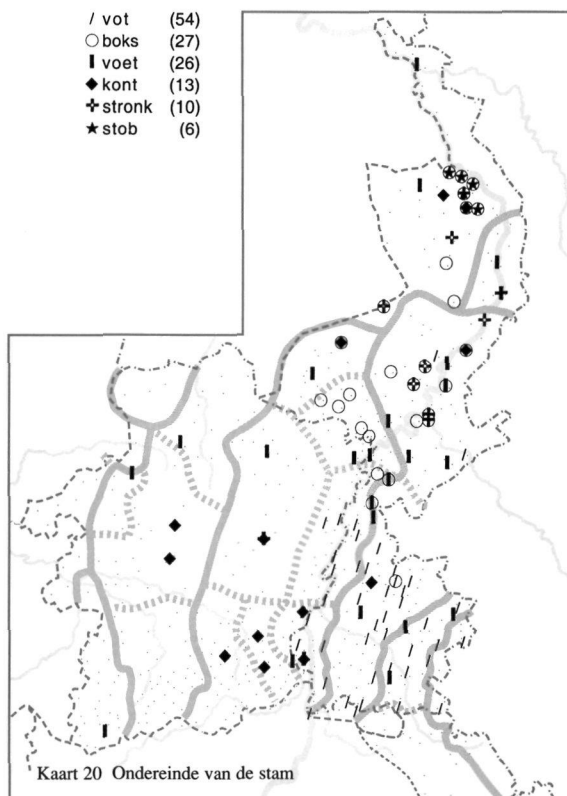 vot (54)
boks (27)
voet (26)
kont (13)
stronk (10)
stob (6)
Kaart 20 Ondereinde van de stam